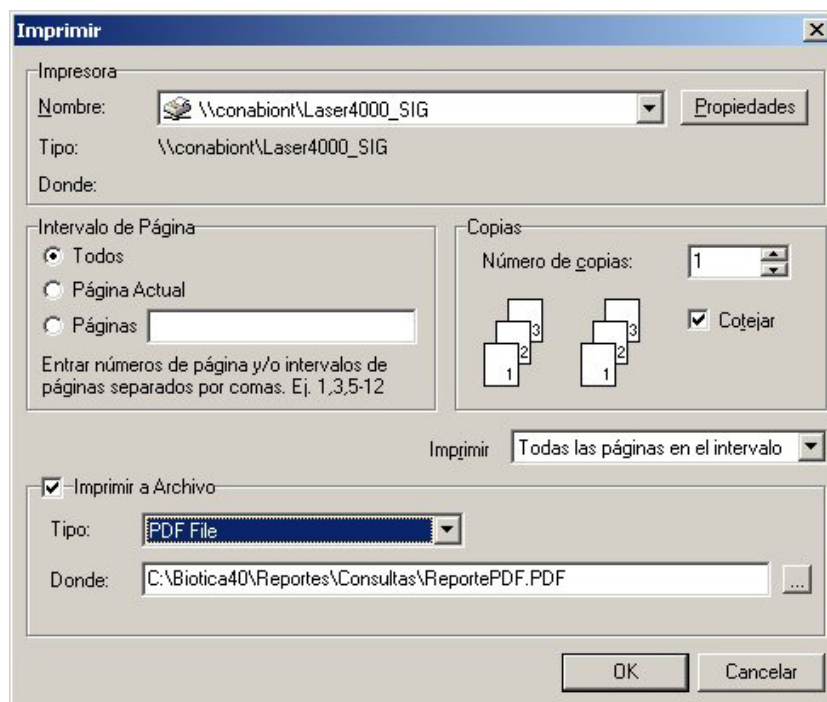 Imprimir
Impresora
Nombre: \\conabiont\Laser4000_SIG Propiedades
Tipo: \\conabiont\Laser4000_SIG
Donde:
Intervalo de Página
Todos
Página Actual
Páginas
Entrar números de página y/o intervalos de
páginas separados por comas. Ej. 1,3,5-12
Copias
Número de copias: 1
Cotejar
1 2 3 1 2 3
Imprimir Todas las páginas en el intervalo
Imprimir a Archivo
Tipo: PDF File
Donde: C:\Biotica40\Reportes\Consultas\ReportePDF.PDF ...
OK Cancelar